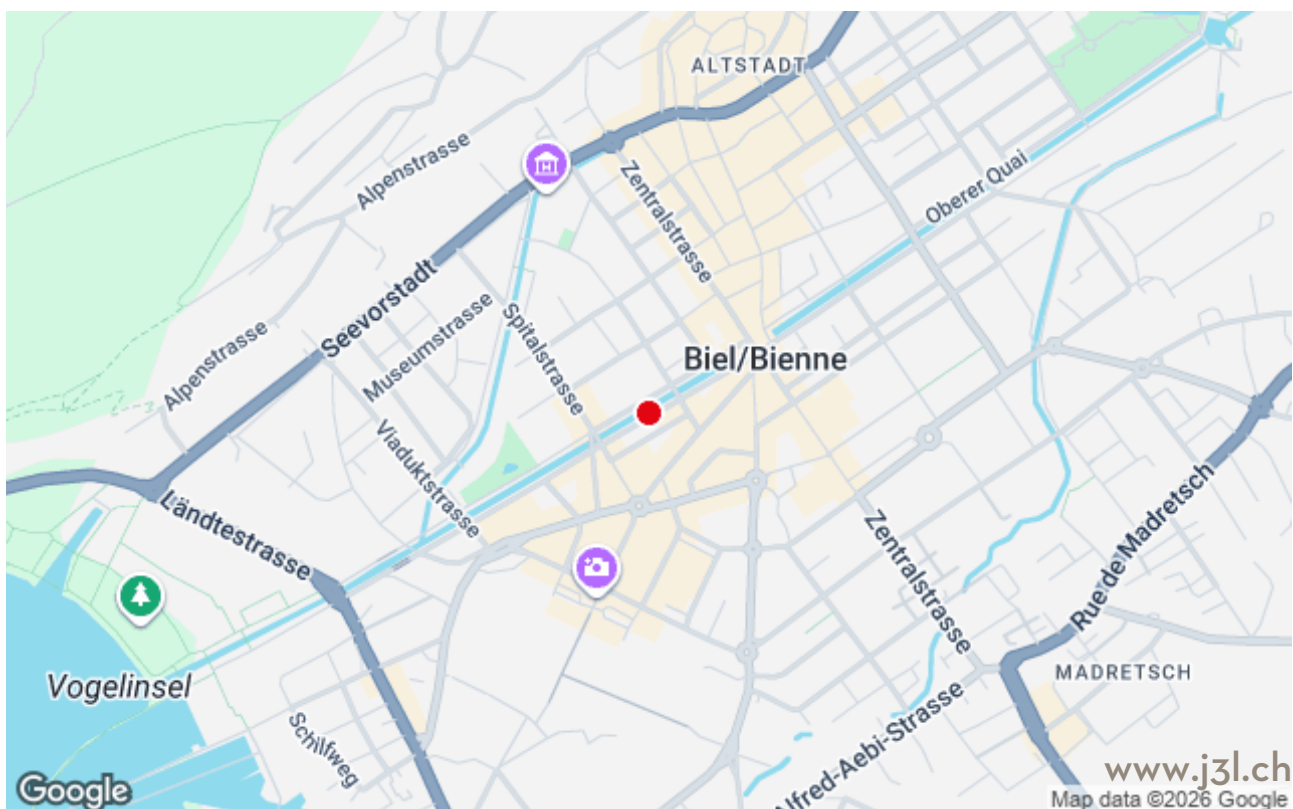 ALTSTADT
Alpenstrasse
Zentralstrasse
Oberer Quai
Seevorstadt
Museumstrasse
Spitalstrasse
Biel/Bienne
Alpenstrasse
Viaduktstrasse
Ländtestrasse
Zentralstrasse
Rue de Madretsch
Vogelinsel
MADRETSCH
Schilfweg
Alfred-Aebi-Strasse
www.j3l.ch
Google
Map data ©2026 Google